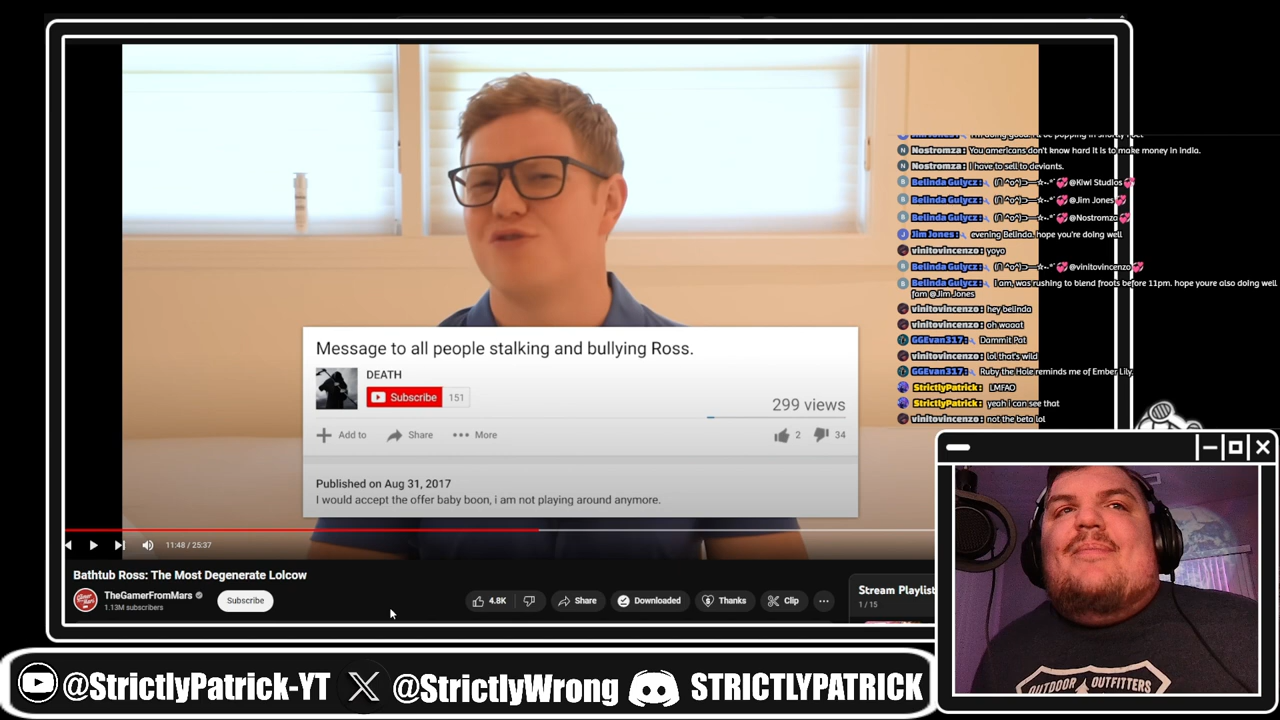 Nostromza: You americans don't know hard it is to make money in india.
Nostromza: I have to sell to deviants.
Belinda Gulycz: @Kiwi Studios
Belinda Gulycz: @Jim Jones
Belinda Gulycz: @Nostromza
Jim Jones: evening Belinda. hope you're doing well
vinitovincenzo: yoyo
Belinda Gulycz: @vinitovincenzo
Belinda Gulycz: i am, was rushing to blend froots before 11pm. hope youre also doing well
fam @Jim Jones
vinitovincenzo: hey belinda
vinitovincenzo: oh waaat
GGEvan317: Dammit Pat
vinitovincenzo: lol that's wild
GGEvan317: Ruby the Hole reminds me of Ember Lily.
StrictlyPatrick: LMFAO
StrictlyPatrick: yeah i can see that
vinitovincenzo: not the beta lol
Message to all people stalking and bullying Ross.
DEATH
Subscribe 151
299 views
Add to Share More 2 34
Published on Aug 31, 2017
I would accept the offer baby boon, i am not playing around anymore.
11:48 / 25:37
Bathtub Ross: The Most Degenerate Lolcow
TheGamerFromMars
1.13M subscribers
Subscribe
4.8K Share Downloaded Thanks Clip
Stream Playlist
1 / 15
OUTDOOR OUTFITTERS
@StrictlyPatrick-YT @StrictlyWrong STRICTLYPATRICK